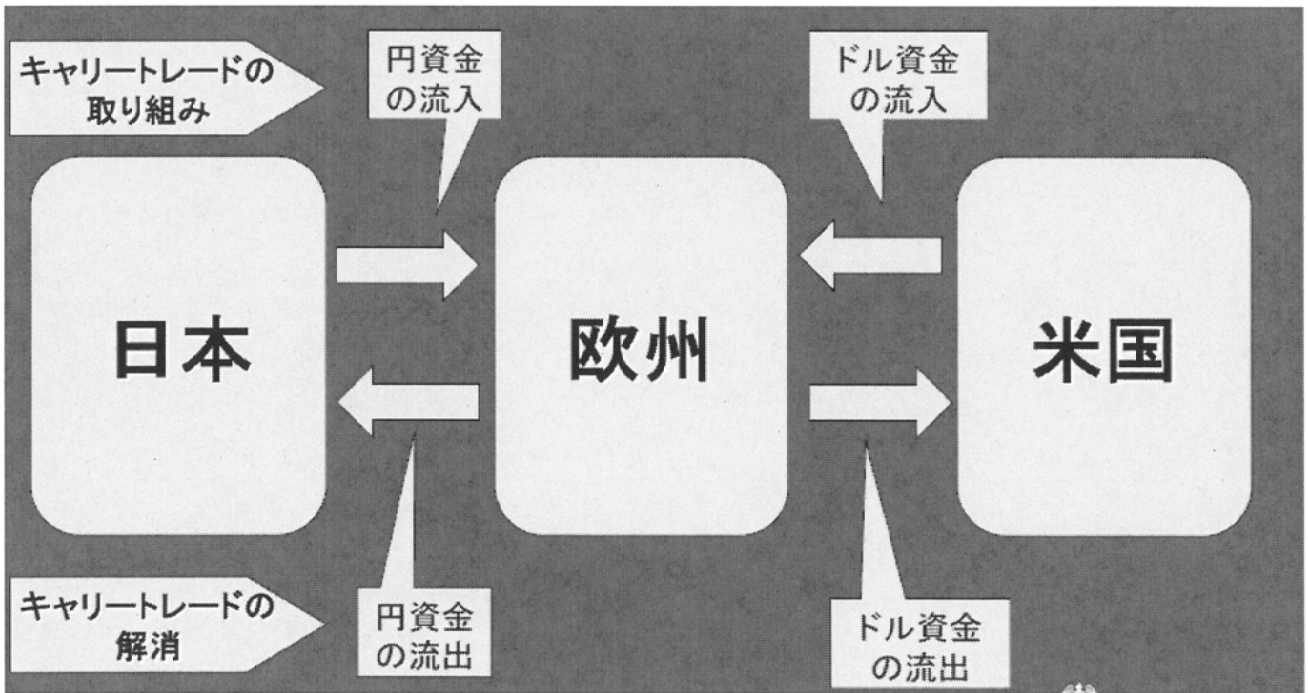 キャリートレードの
取り組み
円資金
の流入
ドル資金
の流入
日本
欧州
米国
キャリートレードの
解消
円資金
の流出
ドル資金
の流出